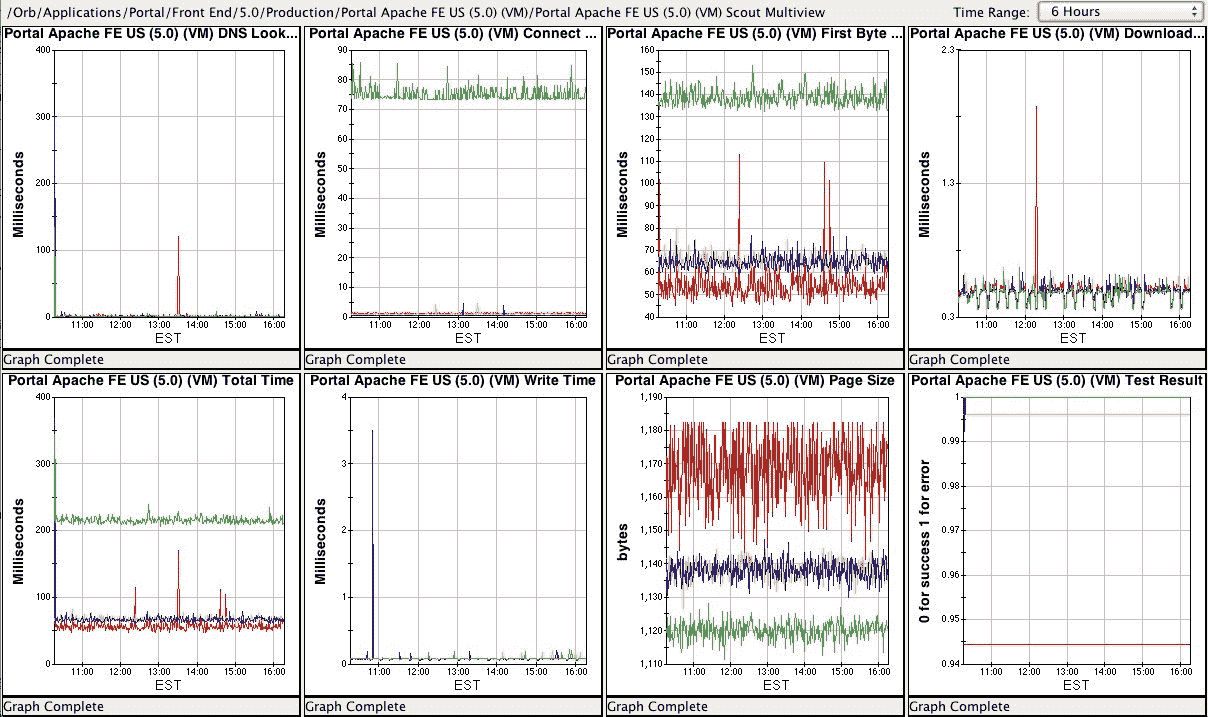 /Orb/Applications/Portal/Front End/5.0/Production/Portal Apache FE US (5.0) (VM)/Portal Apache FE US (5.0) (VM) Scout Multiview Time Range: 6 Hours
Portal Apache FE US (5.0) (VM) DNS Look...
400
300
200
100
0
Milliseconds
11:00 12:00 13:00 14:00 15:00 16:00
EST
Graph Complete
Portal Apache FE US (5.0) (VM) Connect ...
90
80
70
60
50
40
30
20
10
0
Milliseconds
11:00 12:00 13:00 14:00 15:00 16:00
EST
Graph Complete
Portal Apache FE US (5.0) (VM) First Byte ...
160
150
140
130
120
110
100
90
80
70
60
50
40
Milliseconds
11:00 12:00 13:00 14:00 15:00 16:00
EST
Graph Complete
Portal Apache FE US (5.0) (VM) Download...
2.3
1.3
0.3
Milliseconds
11:00 12:00 13:00 14:00 15:00 16:00
EST
Graph Complete
Portal Apache FE US (5.0) (VM) Total Time
400
300
200
100
0
Milliseconds
11:00 12:00 13:00 14:00 15:00 16:00
EST
Graph Complete
Portal Apache FE US (5.0) (VM) Write Time
4
3
2
1
0
Milliseconds
11:00 12:00 13:00 14:00 15:00 16:00
EST
Graph Complete
Portal Apache FE US (5.0) (VM) Page Size
1,190
1,180
1,170
1,160
1,150
1,140
1,130
1,120
1,110
bytes
11:00 12:00 13:00 14:00 15:00 16:00
EST
Graph Complete
Portal Apache FE US (5.0) (VM) Test Result
1
0.99
0.98
0.97
0.96
0.95
0.94
0 for success 1 for error
11:00 12:00 13:00 14:00 15:00 16:00
EST
Graph Complete